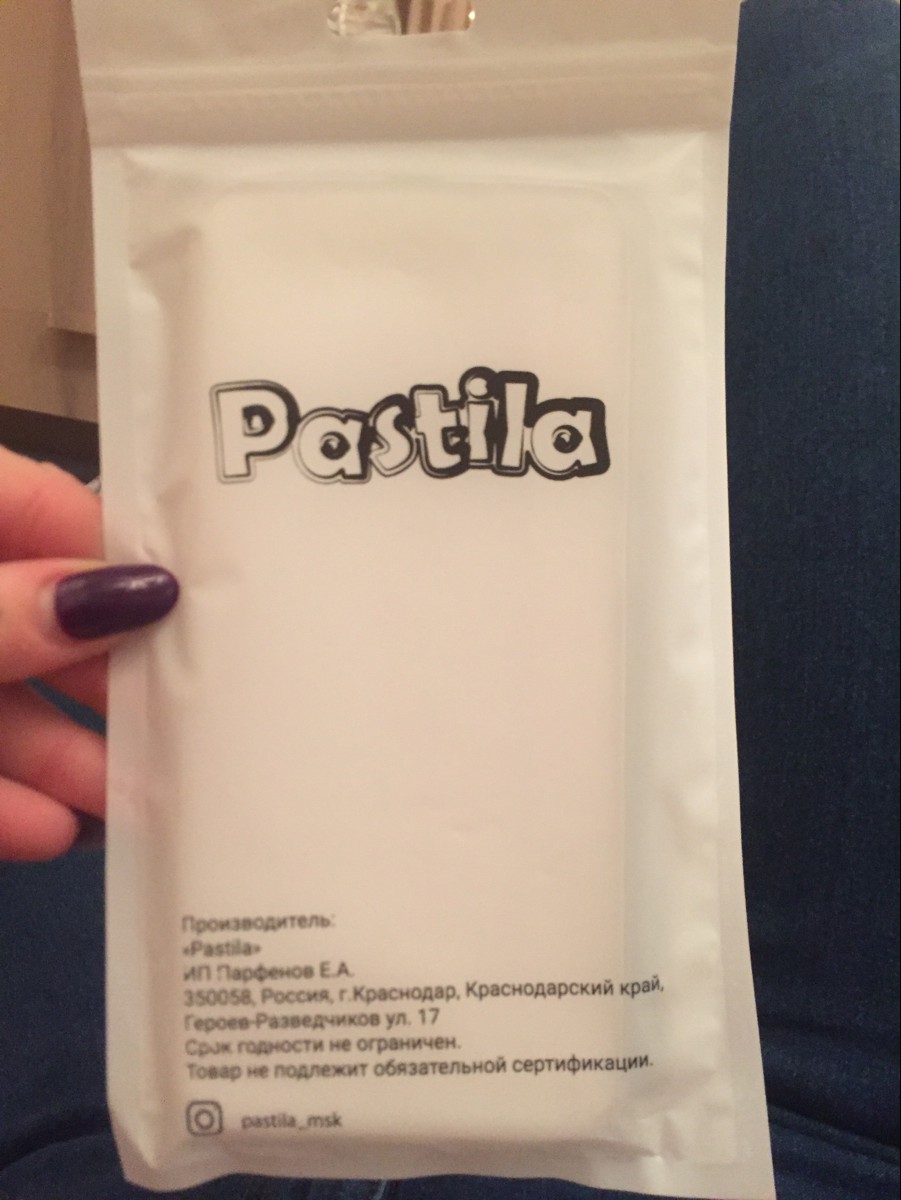 Pastila
Производитель:
«Pastila»
ИП Парфенов Е.А.
350058, Россия, г.Краснодар, Краснодарский край,
Героев-Разведчиков ул. 17
Срок годности не ограничен.
Товар не подлежит обязательной сертификации.
pastila_msk